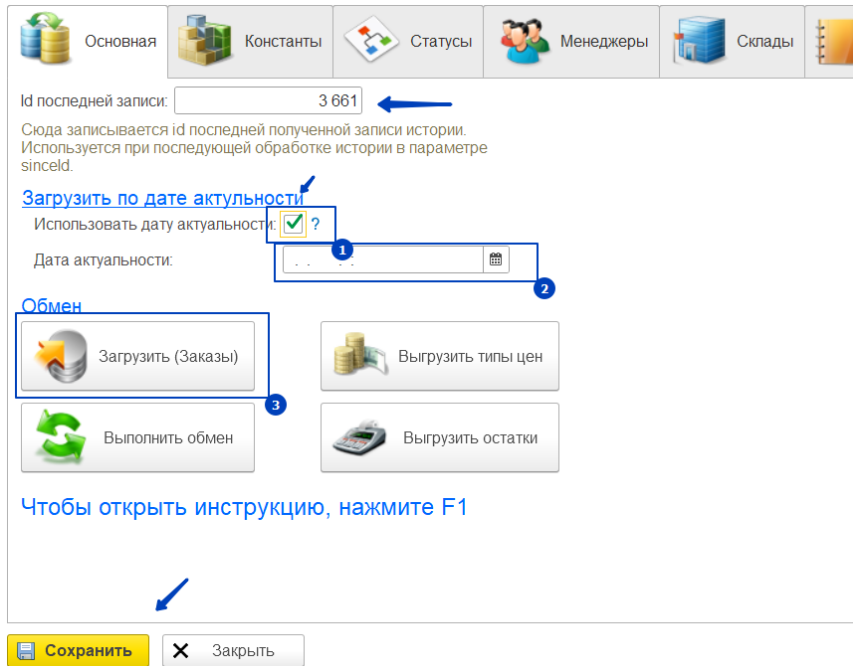 Основная Константы Статусы Менеджеры Склады
Id последней записи: 3 661
Сюда записывается id последней полученной записи истории.
Используется при последующей обработке истории в параметре
sinceId.
Загрузить по дате актульности
Использовать дату актуальности: ?
1
Дата актуальности: . . : :
2
Обмен
Загрузить (Заказы) Выгрузить типы цен
3
Выполнить обмен Выгрузить остатки
Чтобы открыть инструкцию, нажмите F1
Сохранить Закрыть